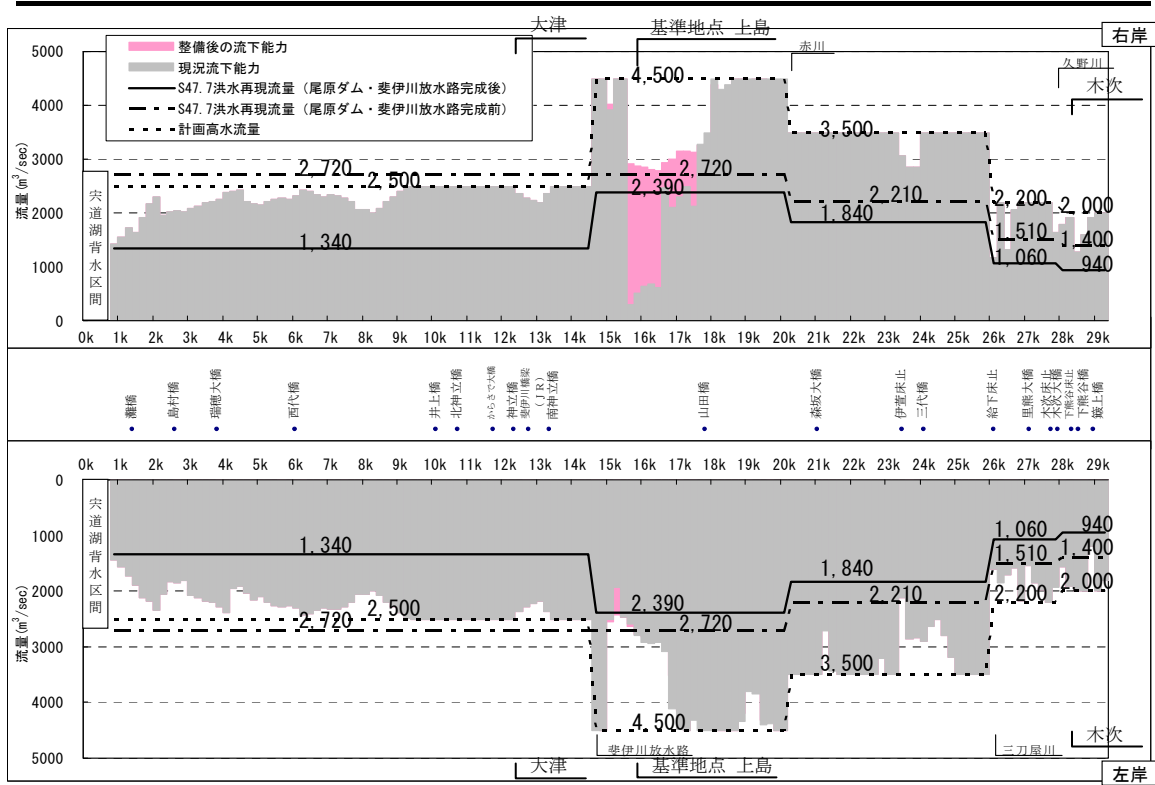 大津
基準地点 上島
右岸
赤川
久野川
木次
整備後の流下能力
現況流下能力
S47.7洪水再現流量（尾原ダム・斐伊川放水路完成後）
S47.7洪水再現流量（尾原ダム・斐伊川放水路完成前）
計画高水流量
流量(m³/sec)
5000
4000
3000
2000
1000
0
宍道湖背水区間
4,500
3,500
2,720
2,500
2,720
2,390
2,210
2,200
2,000
1,840
1,510
1,400
1,340
1,060
940
0k 1k 2k 3k 4k 5k 6k 7k 8k 9k 10k 11k 12k 13k 14k 15k 16k 17k 18k 19k 20k 21k 22k 23k 24k 25k 26k 27k 28k 29k
灘橋
島村橋
瑞穂大橋
西代橋
井上橋
北神立橋
からさで大橋
神立橋
斐伊川橋梁（JR）
南神立橋
山田橋
森坂大橋
伊萱床止
三代橋
給下床止
里熊大橋
木次床止
木次大橋
下熊谷床止
下熊谷橋
簸上橋
0k 1k 2k 3k 4k 5k 6k 7k 8k 9k 10k 11k 12k 13k 14k 15k 16k 17k 18k 19k 20k 21k 22k 23k 24k 25k 26k 27k 28k 29k
流量(m³/sec)
0
1000
2000
3000
4000
5000
宍道湖背水区間
940
1,060
1,340
1,400
1,510
1,840
2,000
2,200
2,210
2,390
2,500
2,720
2,720
3,500
4,500
斐伊川放水路
三刀屋川
木次
大津
基準地点 上島
左岸